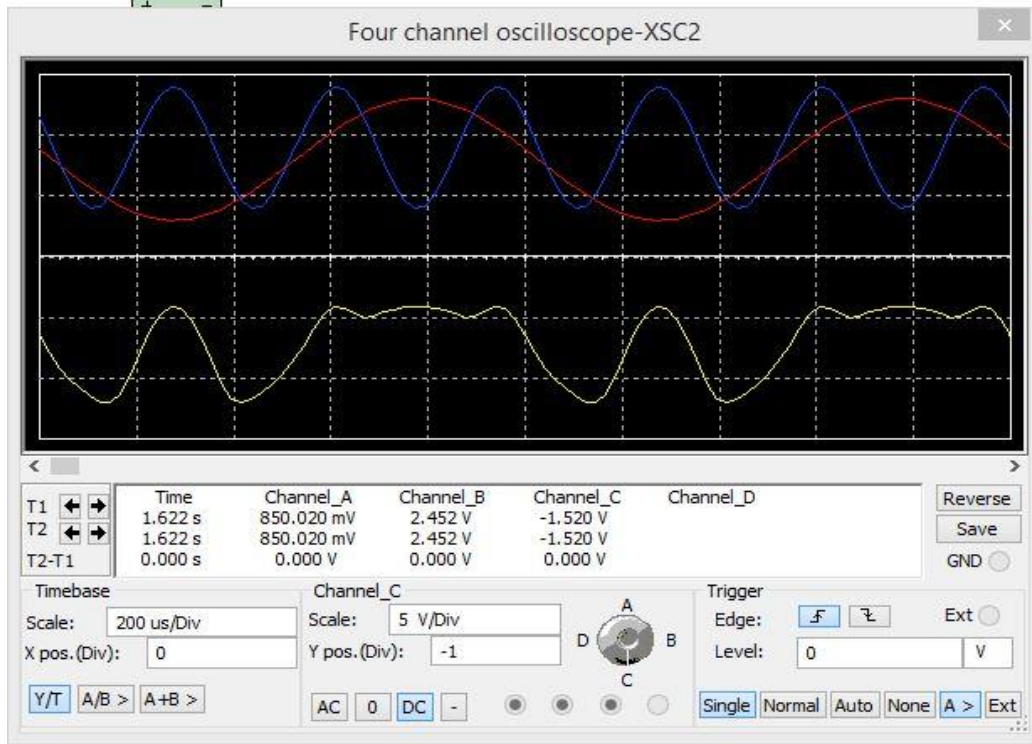 Four channel oscilloscope-XSC2
Time Channel_A Channel_B Channel_C Channel_D
T1 1.622 s 850.020 mV 2.452 V -1.520 V
T2 1.622 s 850.020 mV 2.452 V -1.520 V
T2-T1 0.000 s 0.000 V 0.000 V 0.000 V
Reverse
Save
GND
Timebase
Scale: 200 us/Div
X pos.(Div): 0
Y/T A/B > A+B >
Channel_C
Scale: 5 V/Div
Y pos.(Div): -1
AC 0 DC -
A
D B
C
Trigger
Edge: Ext
Level: 0 V
Single Normal Auto None A > Ext